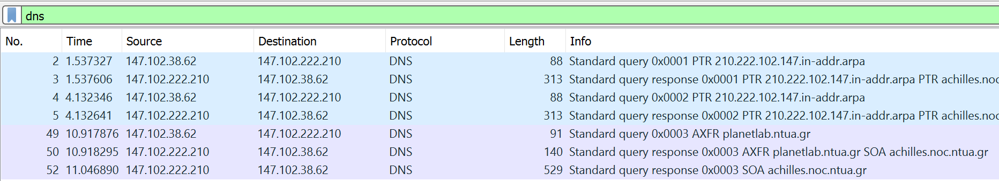 dns
No. Time Source Destination Protocol Length Info
2 1.537327 147.102.38.62 147.102.222.210 DNS 88 Standard query 0x0001 PTR 210.222.102.147.in-addr.arpa
3 1.537606 147.102.222.210 147.102.38.62 DNS 313 Standard query response 0x0001 PTR 210.222.102.147.in-addr.arpa PTR achilles.noc
4 4.132346 147.102.38.62 147.102.222.210 DNS 88 Standard query 0x0002 PTR 210.222.102.147.in-addr.arpa
5 4.132641 147.102.222.210 147.102.38.62 DNS 313 Standard query response 0x0002 PTR 210.222.102.147.in-addr.arpa PTR achilles.noc
49 10.917876 147.102.38.62 147.102.222.210 DNS 91 Standard query 0x0003 AXFR planetlab.ntua.gr
50 10.918295 147.102.222.210 147.102.38.62 DNS 140 Standard query response 0x0003 AXFR planetlab.ntua.gr SOA achilles.noc.ntua.gr
52 11.046890 147.102.222.210 147.102.38.62 DNS 529 Standard query response 0x0003 SOA achilles.noc.ntua.gr